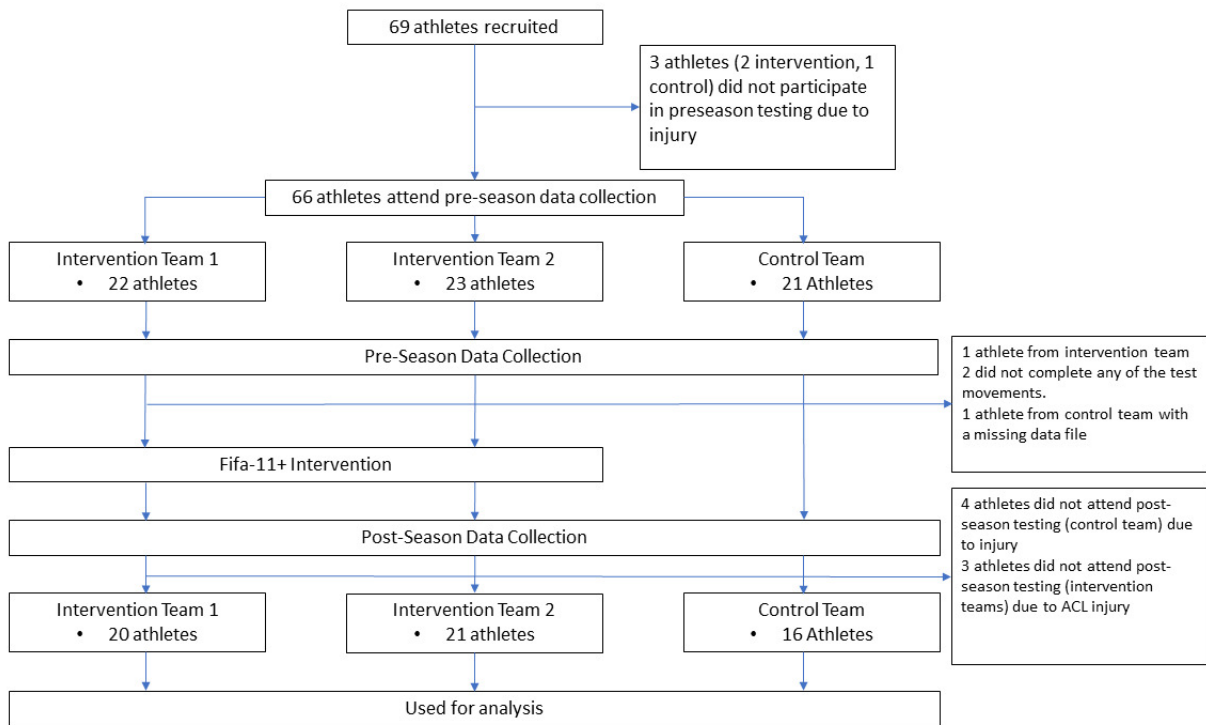 69 athletes recruited
3 athletes (2 intervention, 1
control) did not participate
in preseason testing due to
injury
66 athletes attend pre-season data collection
Intervention Team 1
• 22 athletes
Intervention Team 2
• 23 athletes
Control Team
• 21 Athletes
Pre-Season Data Collection
1 athlete from intervention team
2 did not complete any of the test
movements.
1 athlete from control team with
a missing data file
Fifa-11+ Intervention
Post-Season Data Collection
4 athletes did not attend post-
season testing (control team) due
to injury
3 athletes did not attend post-
season testing (intervention
teams) due to ACL injury
Intervention Team 1
• 20 athletes
Intervention Team 2
• 21 athletes
Control Team
• 16 Athletes
Used for analysis